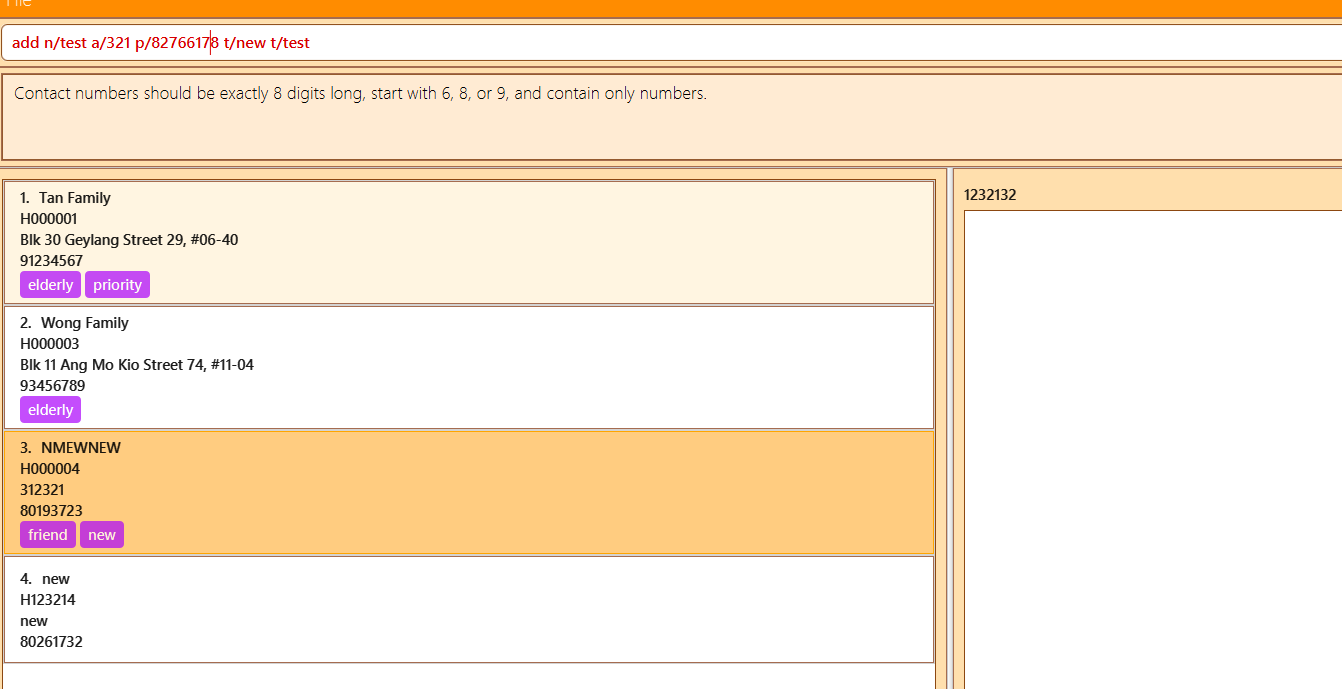 File
add n/test a/321 p/82766178 t/new t/test
Contact numbers should be exactly 8 digits long, start with 6, 8, or 9, and contain only numbers.
1. Tan Family
H000001
Blk 30 Geylang Street 29, #06-40
91234567
elderly priority
2. Wong Family
H000003
Blk 11 Ang Mo Kio Street 74, #11-04
93456789
elderly
3. NMEWNEW
H000004
312321
80193723
friend new
4. new
H123214
new
80261732
1232132